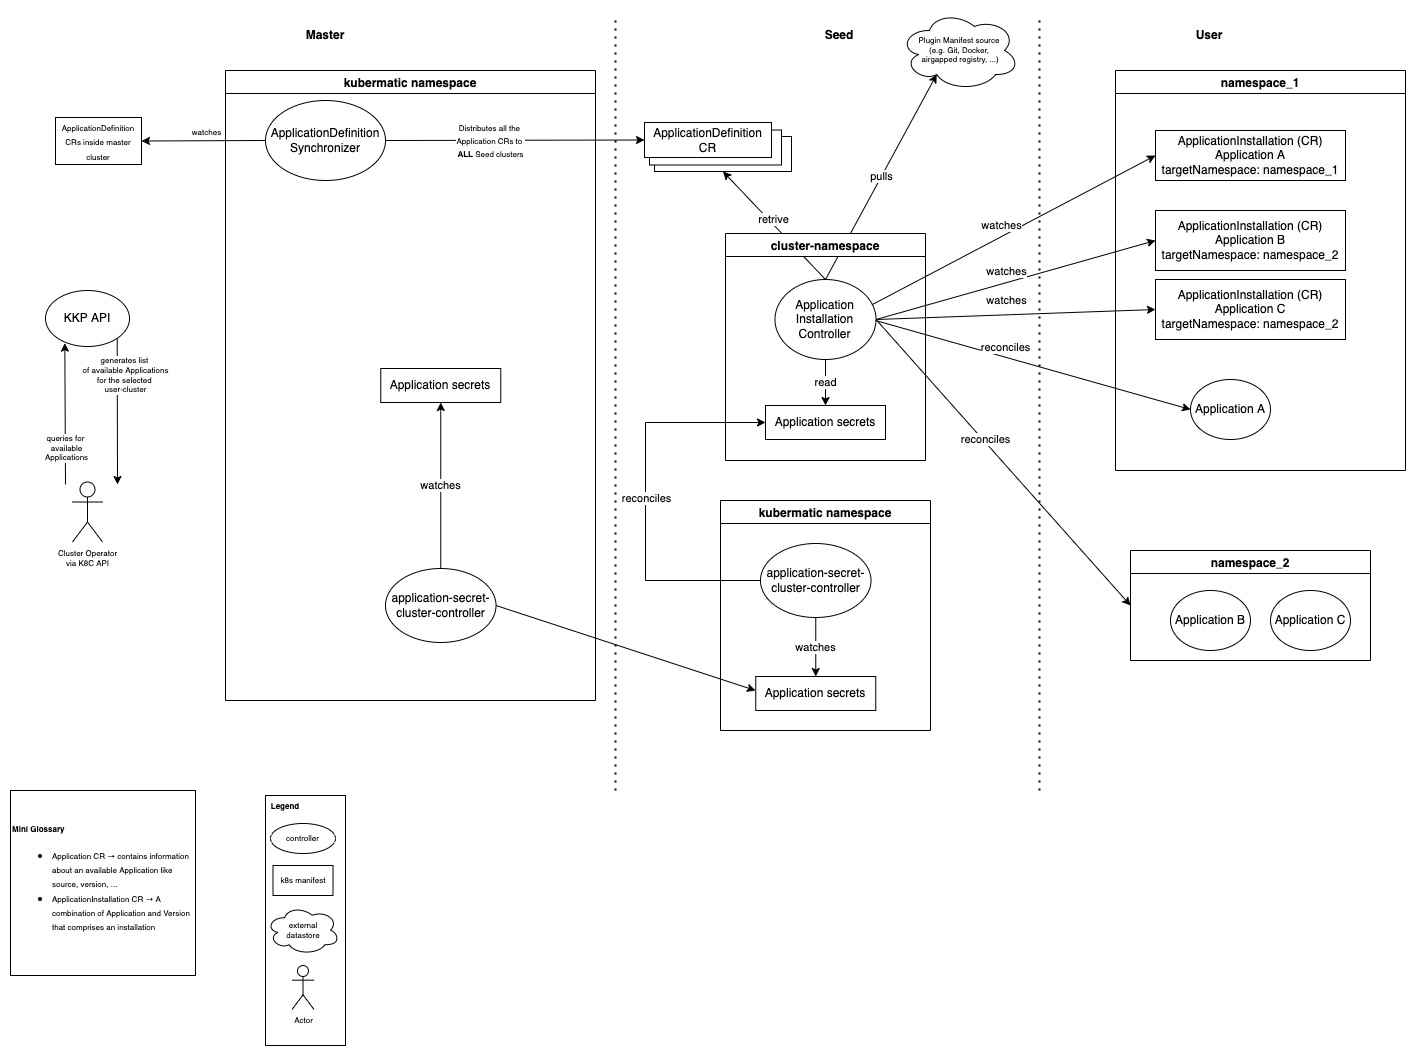 Master
Seed
User
Plugin Manifest source
(e.g. Git, Docker,
airgapped registry, ...)
kubermatic namespace
ApplicationDefinition
CRs inside master
cluster
watches
ApplicationDefinition
Synchronizer
Distributes all the
Application CRs to
ALL Seed clusters
ApplicationDefinition
CR
retrive
pulls
KKP API
generates list
of available Applications
for the selected
user-cluster
queries for
available
Applications
Cluster Operator
via K8C API
Application secrets
watches
application-secret-
cluster-controller
cluster-namespace
Application
Installation
Controller
read
Application secrets
reconciles
kubermatic namespace
application-secret-
cluster-controller
watches
Application secrets
watches
watches
watches
reconciles
reconciles
namespace_1
ApplicationInstallation (CR)
Application A
targetNamespace: namespace_1
ApplicationInstallation (CR)
Application B
targetNamespace: namespace_2
ApplicationInstallation (CR)
Application C
targetNamespace: namespace_2
Application A
namespace_2
Application B
Application C
Mini Glossary
• Application CR → contains information
about an available Application like
source, version, ...
• ApplicationInstallation CR → A
combination of Application and Version
that comprises an installation
Legend
controller
k8s manifest
external
datastore
Actor